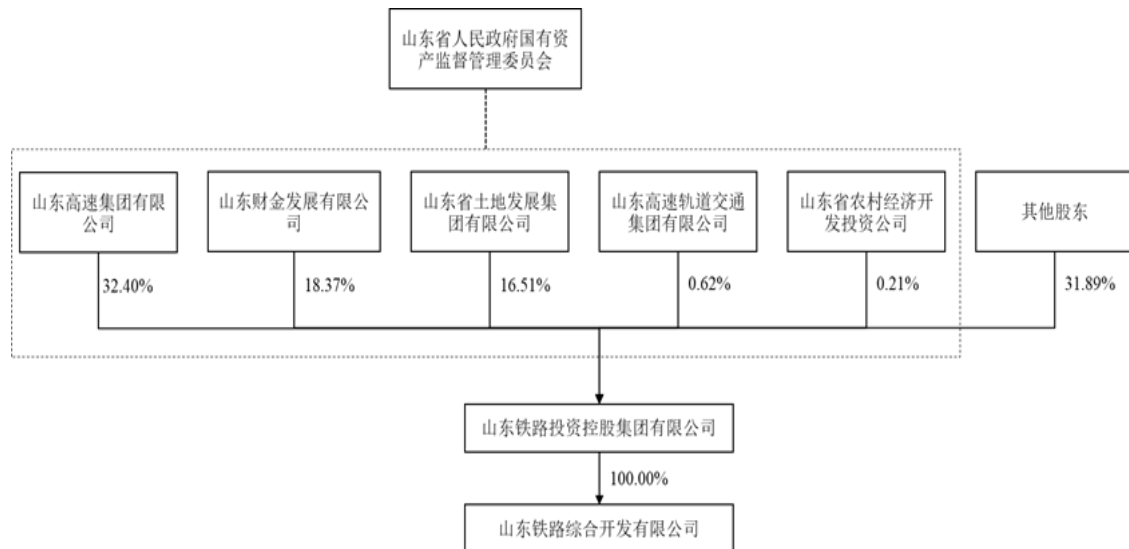 山东省人民政府国有资
产监督管理委员会
山东高速集团有限
公司
山东财金发展有限公
司
山东省土地发展集
团有限公司
山东高速轨道交通
集团有限公司
山东省农村经济开
发投资公司
其他股东
32.40%
18.37%
16.51%
0.62%
0.21%
31.89%
山东铁路投资控股集团有限公司
100.00%
山东铁路综合开发有限公司